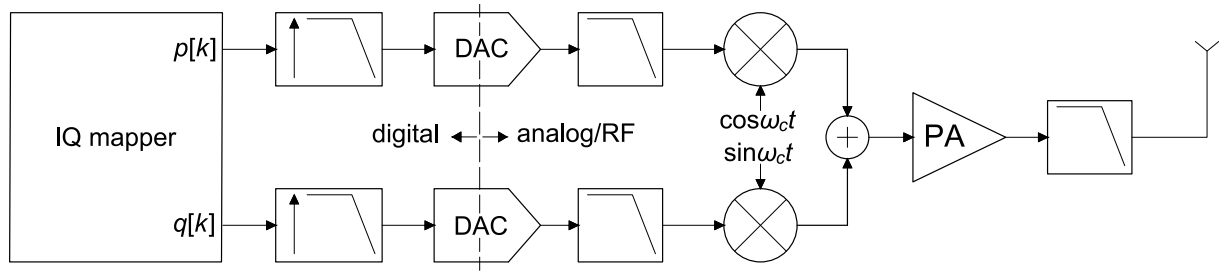 p[k]
DAC
IQ mapper
digital
analog/RF
cosω_ct
sinω_ct
PA
q[k]
DAC